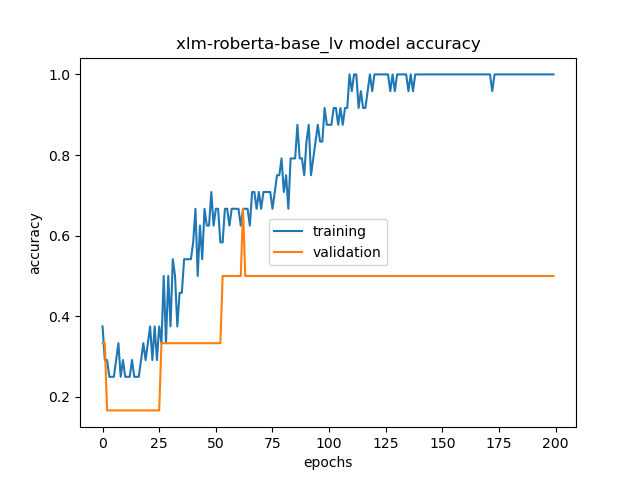 xlm-roberta-base_lv model accuracy
1.0
0.8
0.6
0.4
0.2
accuracy
training
validation
0 25 50 75 100 125 150 175 200
epochs